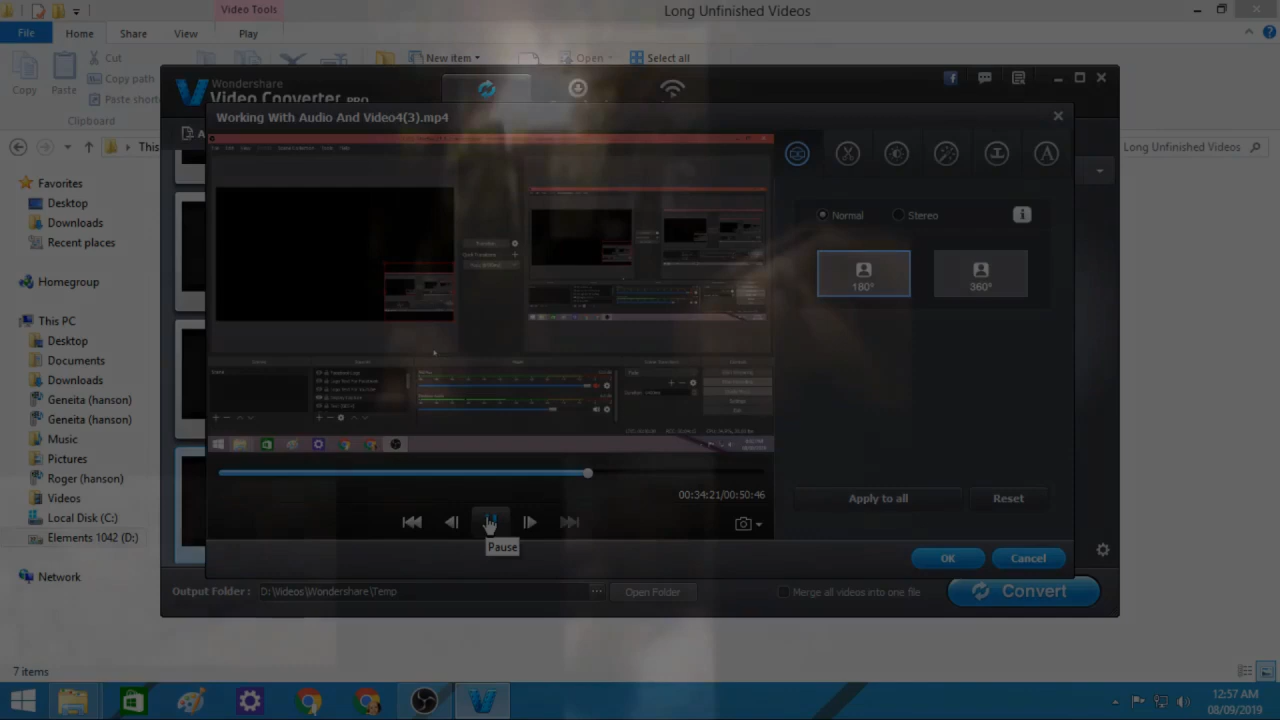 Video Tools
Long Unfinished Videos
File
Home
Share
View
Play
Cut
Copy path
Paste short
Copy
Paste
Clipboard
New item
Open
Select all
This
Long Unfinished Videos
Wondershare
Video Converter PRO
Working With Audio And Video4(3).mp4
Normal
Stereo
180°
360°
Favorites
Desktop
Downloads
Recent places
Homegroup
This PC
Desktop
Documents
Downloads
Geneita (hanson)
Geneita (hanson)
Music
Pictures
Roger (hanson)
Videos
Local Disk (C:)
Elements 1042 (D:)
Network
00:34:21/00:50:46
Pause
Apply to all
Reset
OK
Cancel
Output Folder :
D:\Videos\Wondershare\Temp
Open Folder
Merge all videos into one file
Convert
7 items
12:57 AM
08/09/2019